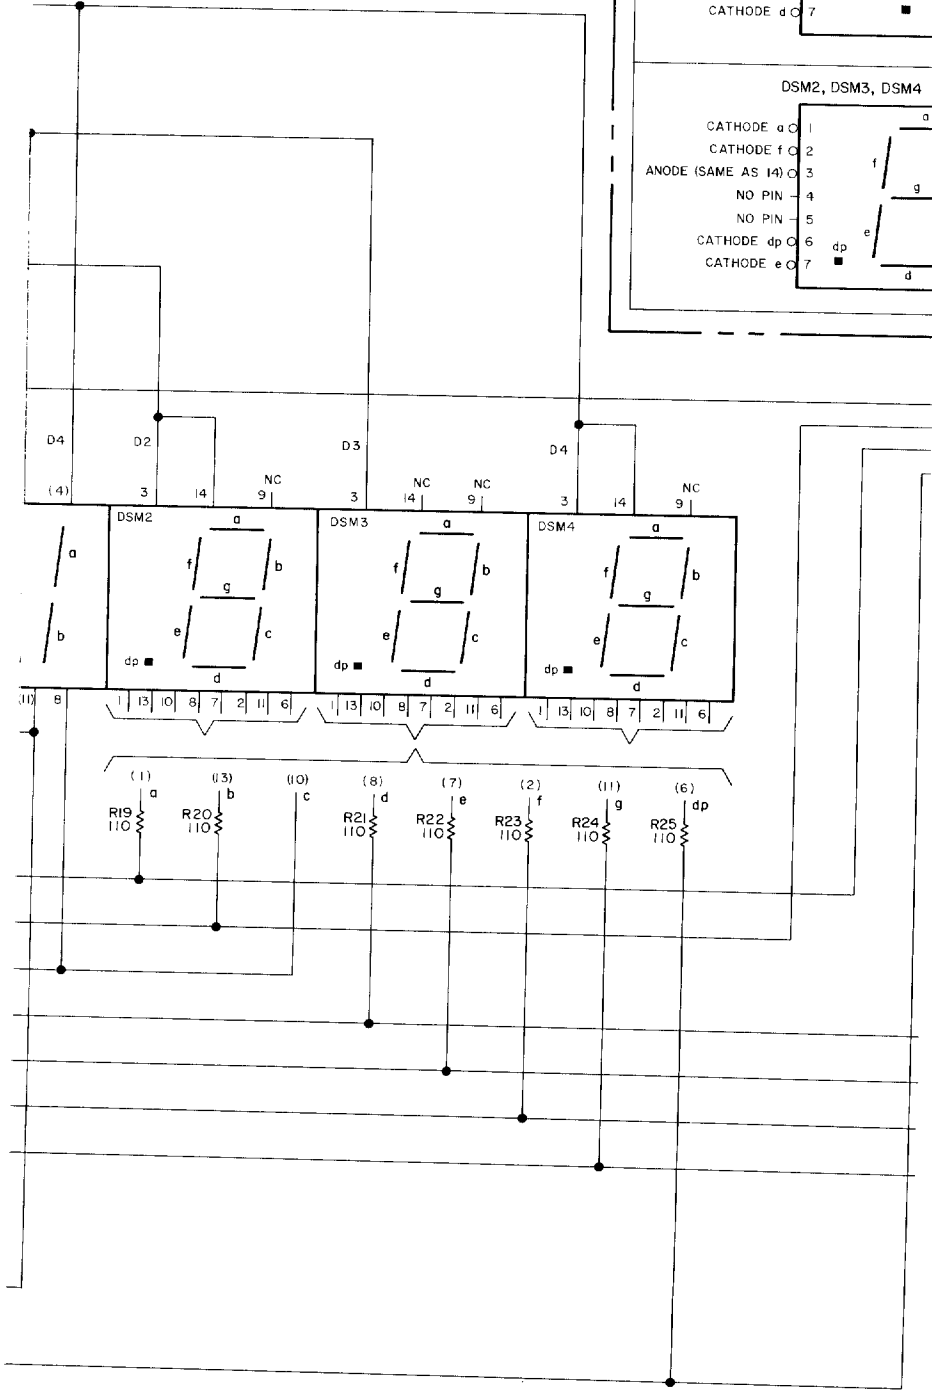 CATHODE d 7
DSM2, DSM3, DSM4
CATHODE a 1
CATHODE f 2
ANODE (SAME AS 14) 3
NO PIN 4
NO PIN 5
CATHODE dp 6
CATHODE e 7
a
f
g
e
dp
d
D4
D2
D3
D4
(4)
3
14
NC
9
3
NC
14
NC
9
3
14
NC
9
a
b
DSM2
a
f
b
g
e
c
dp
d
DSM3
a
f
b
g
e
c
dp
d
DSM4
a
f
b
g
e
c
dp
d
(11) 8
1 13 10 8 7 2 11 6
1 13 10 8 7 2 11 6
1 13 10 8 7 2 11 6
(1) (13) (10) (8) (7) (2) (11) (6)
a b c d e f g dp
R19 R20 R21 R22 R23 R24 R25
110 110 110 110 110 110 110